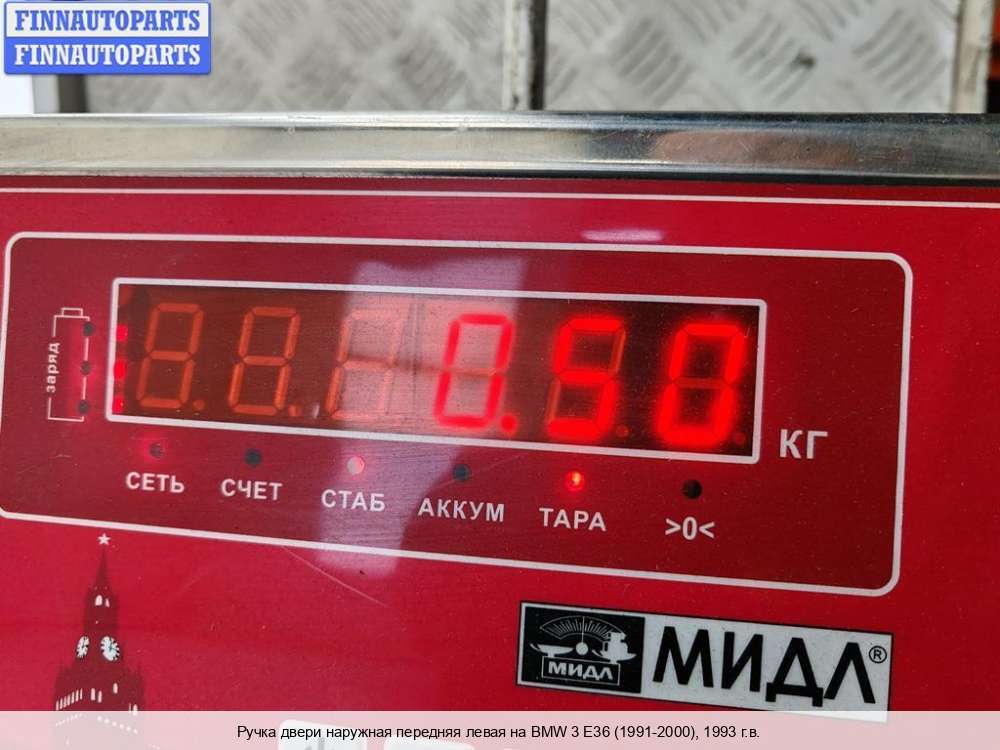 FINNAUTOPARTS
FINNAUTOPARTS
заряд
0.50
КГ
СЕТЬ СЧЕТ СТАБ АККУМ ТАРА >0<
МИДЛ МИДЛ®
Ручка двери наружная передняя левая на BMW 3 E36 (1991-2000), 1993 г.в.